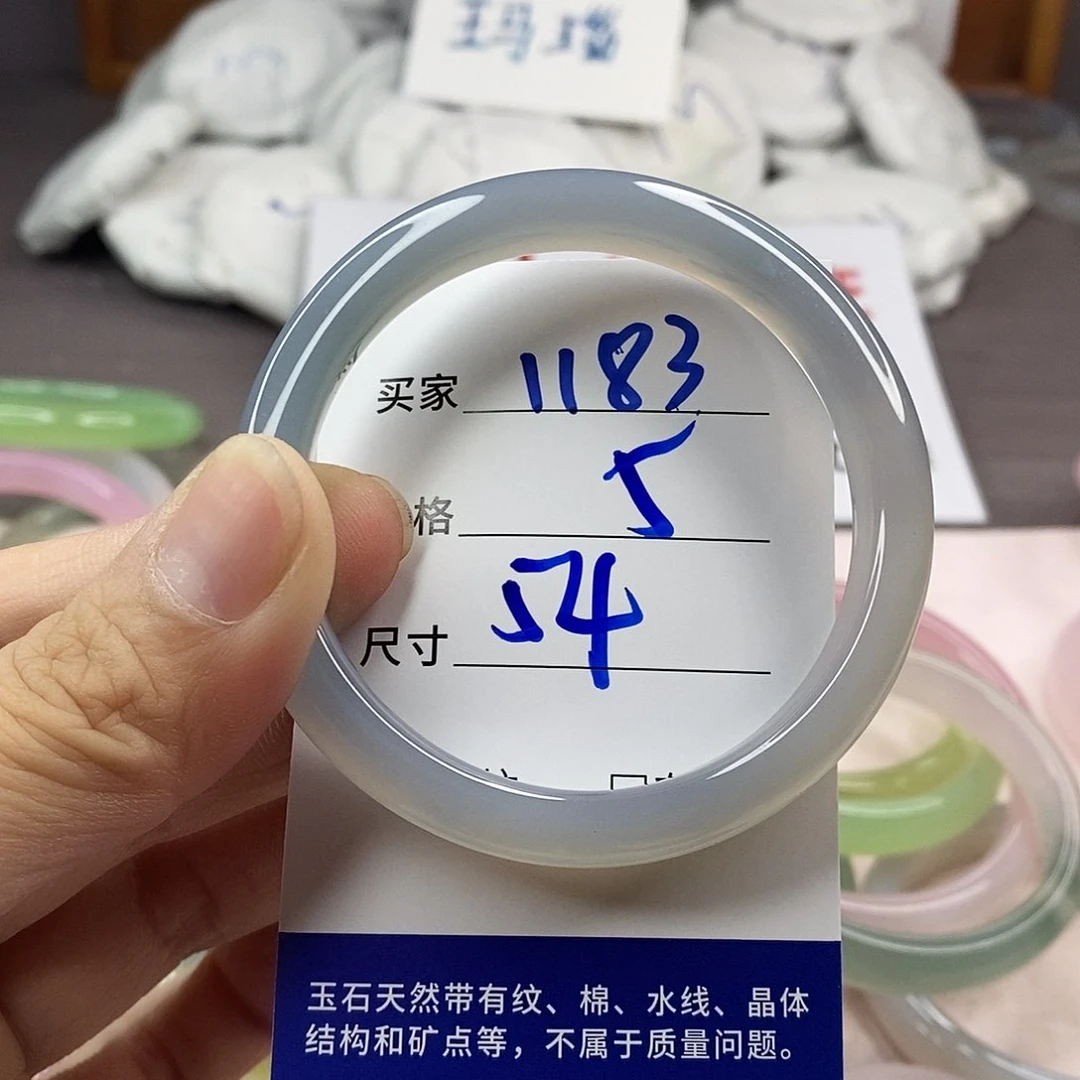 玛瑙
买家 1183
格 5
尺寸 54
玉石天然带有纹、棉、水线、晶体
结构和矿点等，不属于质量问题。